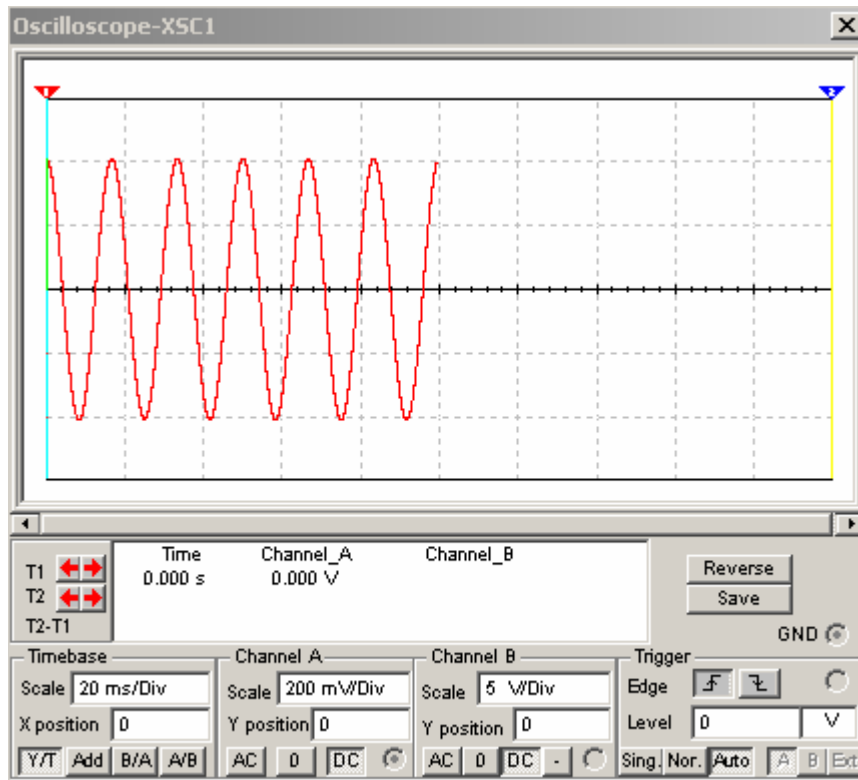 Oscilloscope-XSC1
1 2
Time Channel_A Channel_B
T1 0.000 s 0.000 V
T2
T2-T1
Reverse
Save
GND
Timebase
Scale 20 ms/Div
X position 0
Y/T Add B/A A/B
Channel A
Scale 200 mV/Div
Y position 0
AC 0 DC
Channel B
Scale 5 V/Div
Y position 0
AC 0 DC -
Trigger
Edge
Level 0 V
Sing. Nor. Auto A B Ext